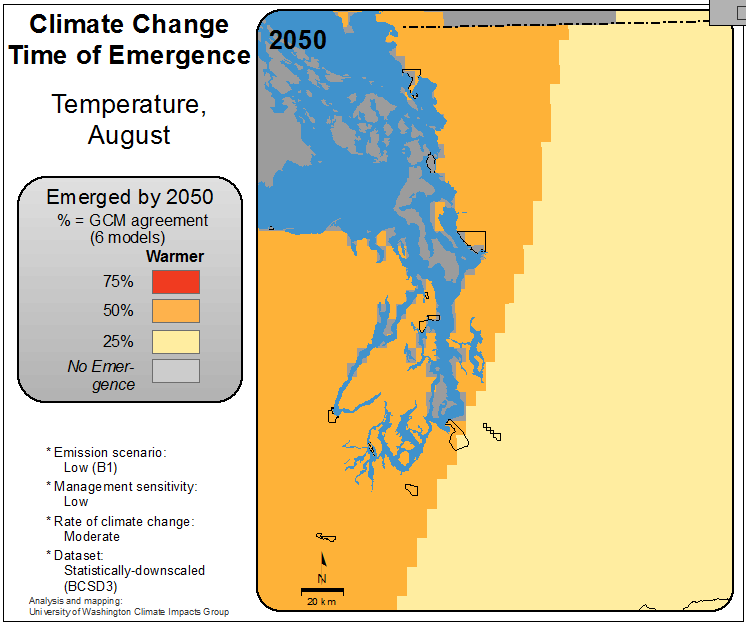 Climate Change
Time of Emergence
Temperature,
August
Emerged by 2050
% = GCM agreement
(6 models)
Warmer
75%
50%
25%
No Emer-
gence
* Emission scenario:
Low (B1)
* Management sensitivity:
Low
* Rate of climate change:
Moderate
* Dataset:
Statistically-downscaled
(BCSD3)
Analysis and mapping:
University of Washington Climate Impacts Group
2050
N
20 km